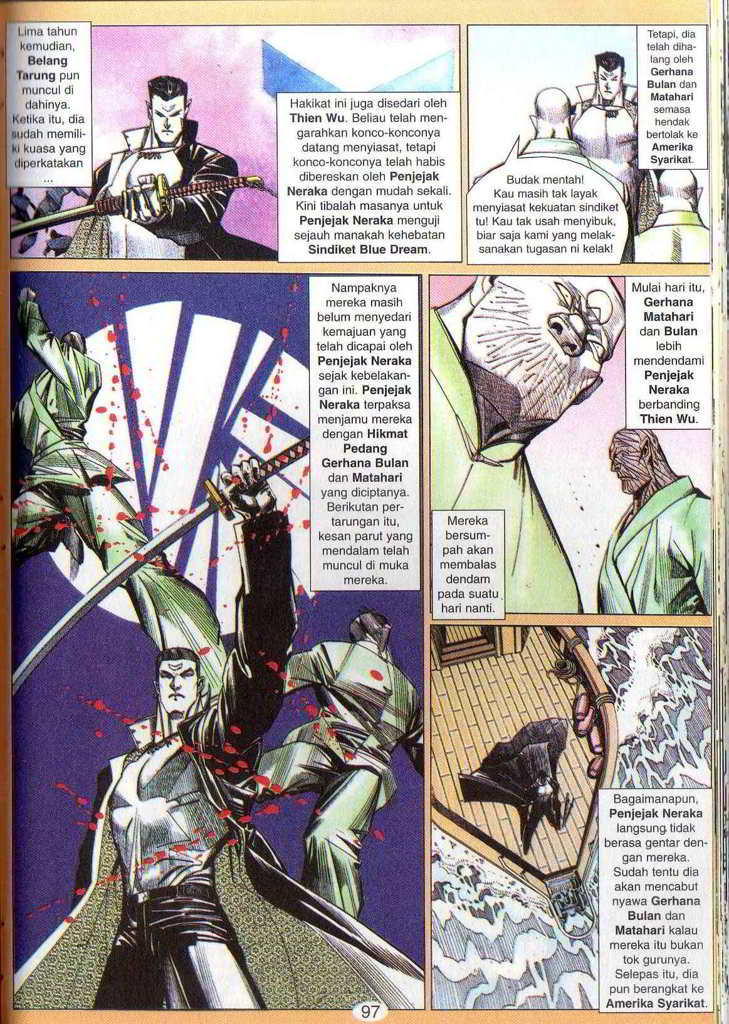 Lima tahun
kemudian,
Belang
Tarung pun
muncul di
dahinya.
Ketika itu, dia
sudah memili-
ki kuasa yang
diperkatakan
...
Hakikat ini juga disedari oleh
Thien Wu. Beliau telah men-
garahkan konco-konconya
datang menyiasat, tetapi
konco-konconya telah habis
dibereskan oleh Penjejak
Neraka dengan mudah sekali.
Kini tibalah masanya untuk
Penjejak Neraka menguji
sejauh manakah kehebatan
Sindiket Blue Dream.
Tetapi, dia
telah diha-
lang oleh
Gerhana
Bulan dan
Matahari
semasa
hendak
bertolak ke
Amerika
Syarikat.
Budak mentah!
Kau masih tak layak
menyiasat kekuatan sindiket
tu! Kau tak usah menyibuk,
biar saja kami yang melak-
sanakan tugasan ni kelak!
Nampaknya
mereka masih
belum menyedari
kemajuan yang
telah dicapai oleh
Penjejak Neraka
sejak kebelakan-
gan ini. Penjejak
Neraka terpaksa
menjamu mereka
dengan Hikmat
Pedang
Gerhana Bulan
dan Matahari
yang diciptanya.
Berikutan per-
tarungan itu,
kesan parut yang
mendalam telah
muncul di muka
mereka.
Mulai hari itu,
Gerhana
Matahari
dan Bulan
lebih
mendendami
Penjejak
Neraka
berbanding
Thien Wu.
Mereka
bersum-
pah akan
membalas
dendam
pada suatu
hari nanti.
Bagaimanapun,
Penjejak Neraka
langsung tidak
berasa gentar den-
gan mereka.
Sudah tentu dia
akan mencabut
nyawa Gerhana
Bulan dan
Matahari kalau
mereka itu bukan
tok gurunya.
Selepas itu, dia
pun berangkat ke
Amerika Syarikat.
97